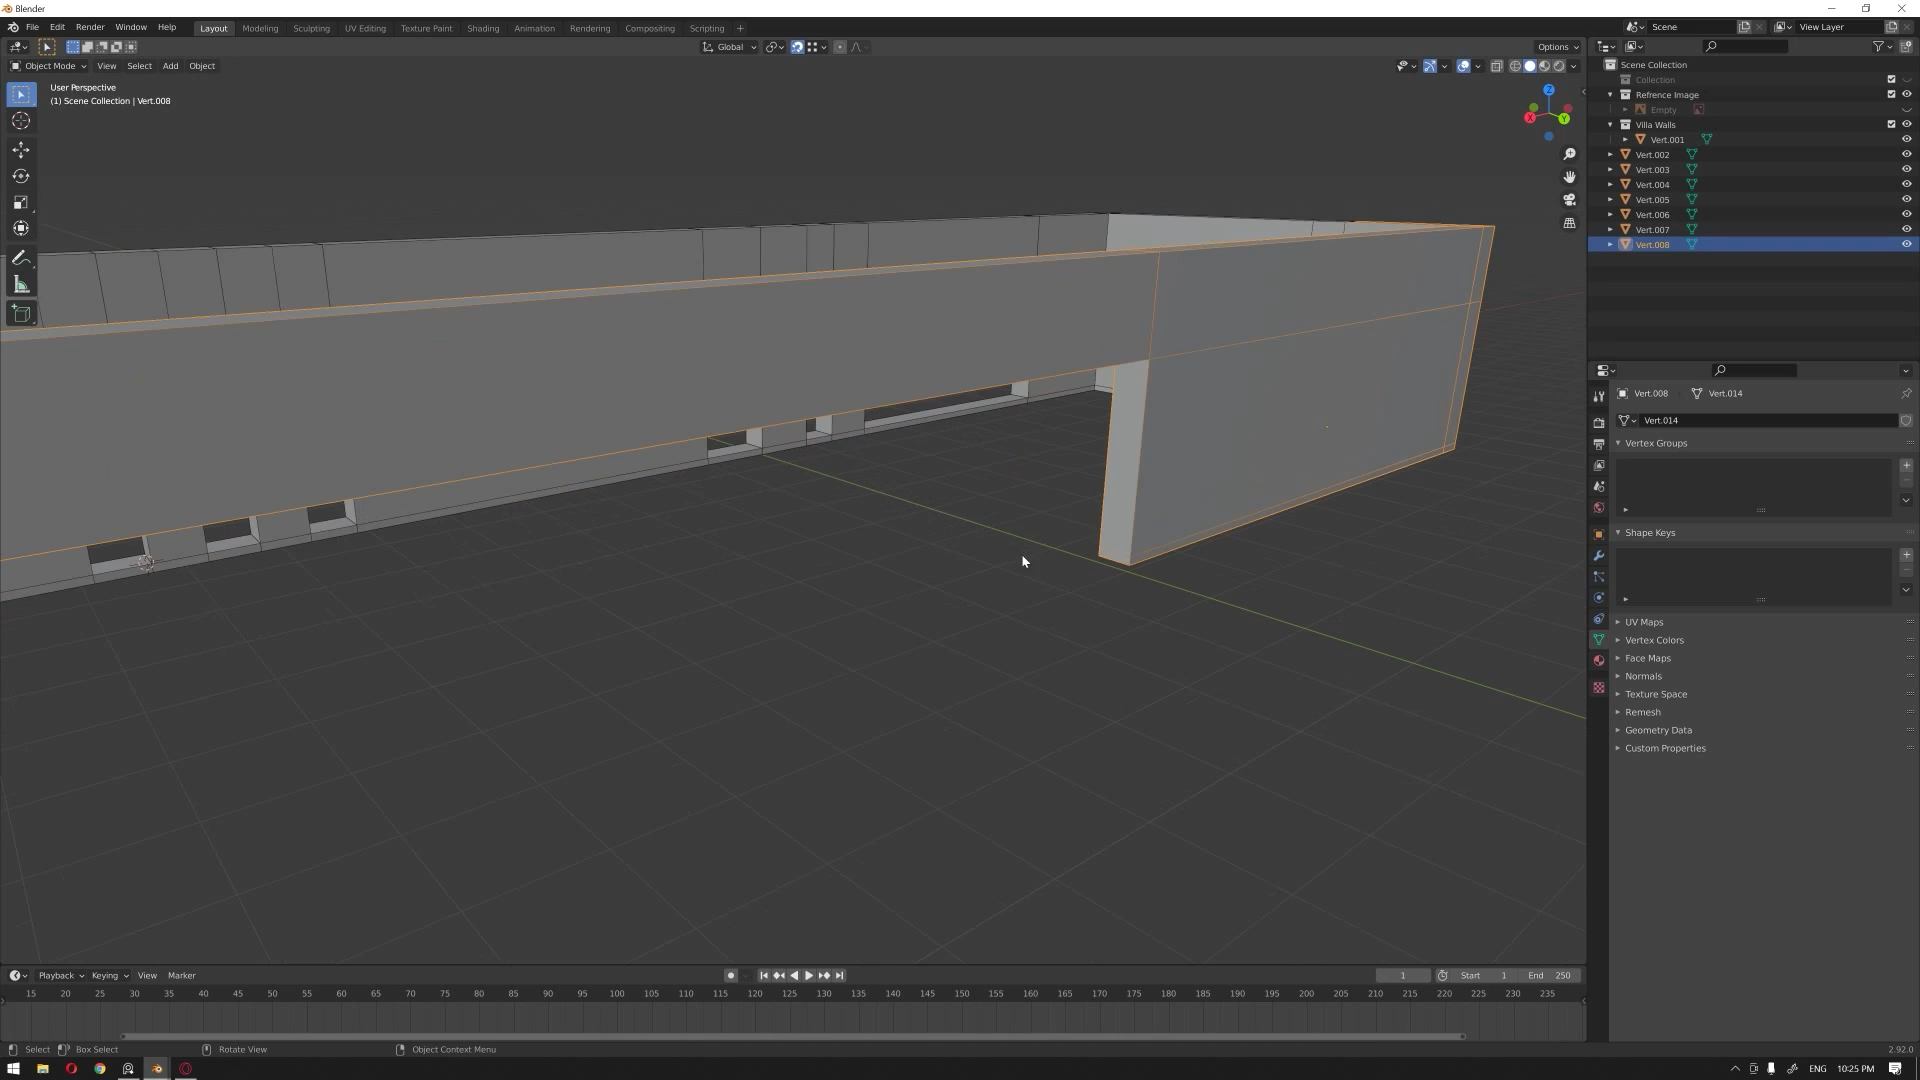 Blender
File Edit Render Window Help
Layout Modeling Sculpting UV Editing Texture Paint Shading Animation Rendering Compositing Scripting +
Scene
View Layer
Global
Options
Object Mode View Select Add Object
User Perspective
(1) Scene Collection | Vert.008
Z
X
Y
Scene Collection
Collection
Refrence Image
Empty
Villa Walls
Vert.001
Vert.002
Vert.003
Vert.004
Vert.005
Vert.006
Vert.007
Vert.008
Vert.008 Vert.014
Vert.014
Vertex Groups
Shape Keys
UV Maps
Vertex Colors
Face Maps
Normals
Texture Space
Remesh
Geometry Data
Custom Properties
Playback Keying View Marker
1 Start 1 End 250
15 20 25 30 35 40 45 50 55 60 65 70 75 80 85 90 95 100 105 110 115 120 125 130 135 140 145 150 155 160 165 170 175 180 185 190 195 200 205 210 215 220 225 230 235
Select Box Select Rotate View Object Context Menu 2.92.0
ENG 10:25 PM